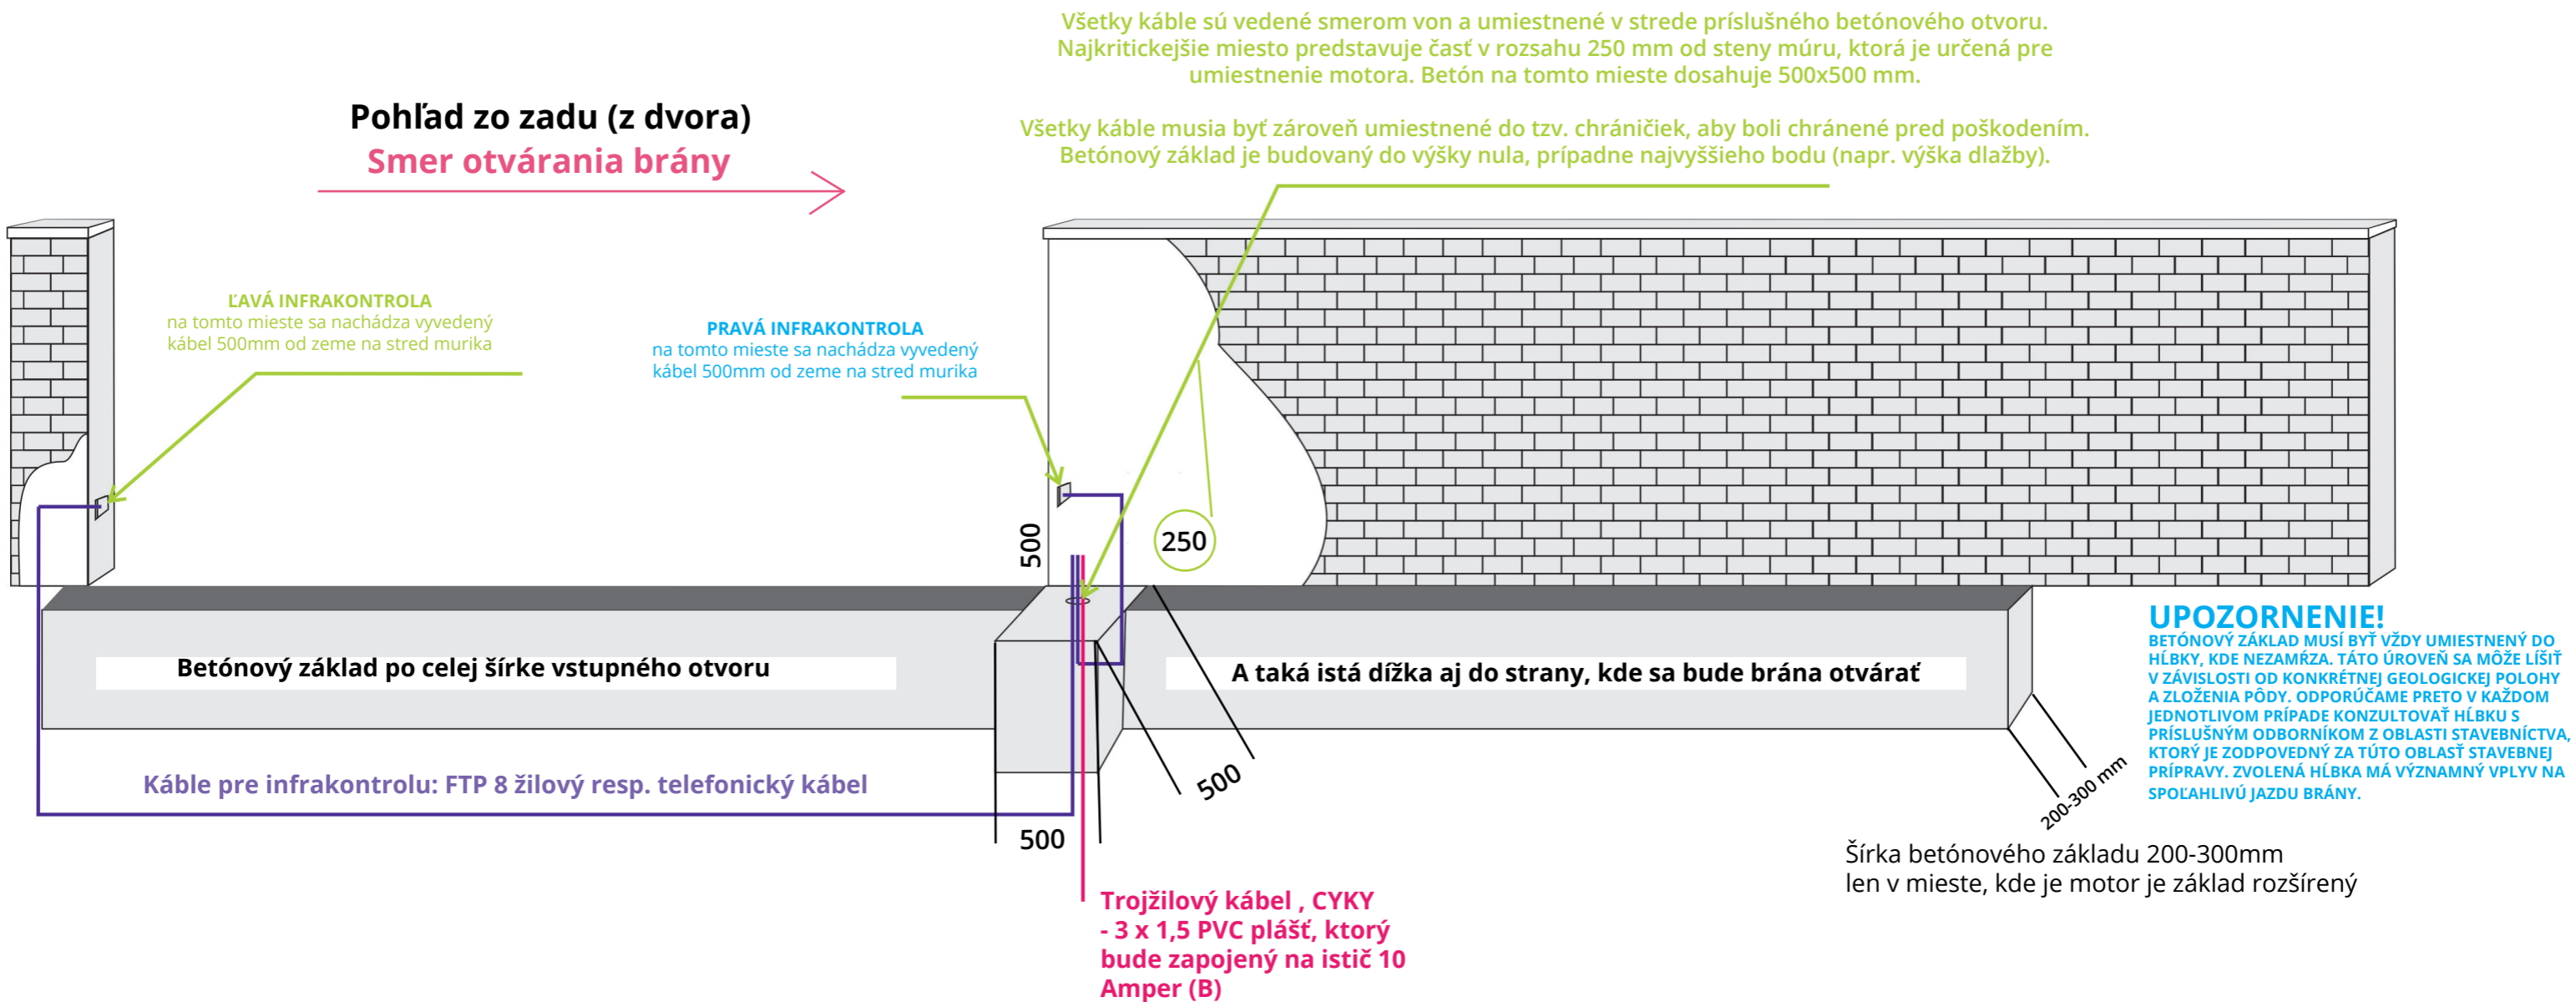 Všetky káble sú vedené smerom von a umiestnené v strede príslušného betónového otvoru.
Najkritickejšie miesto predstavuje časť v rozsahu 250 mm od steny múru, ktorá je určená pre
umiestnenie motora. Betón na tomto mieste dosahuje 500x500 mm.
Všetky káble musia byť zároveň umiestnené do tzv. chráničiek, aby boli chránené pred poškodením.
Betónový základ je budovaný do výšky nula, prípadne najvyššieho bodu (napr. výška dlažby).
Pohľad zo zadu (z dvora)
Smer otvárania brány
ĽAVÁ INFRAKONTROLA
na tomto mieste sa nachádza vyvedený
kábel 500mm od zeme na stred murika
PRAVÁ INFRAKONTROLA
na tomto mieste sa nachádza vyvedený
kábel 500mm od zeme na stred murika
500
250
Betónový základ po celej šírke vstupného otvoru
A taká istá dížka aj do strany, kde sa bude brána otvárať
UPOZORNENIE!
BETÓNOVÝ ZÁKLAD MUSÍ BYŤ VŽDY UMIESTNENÝ DO
HĹBKY, KDE NEZAMŔZA. TÁTO ÚROVEŇ SA MÔŽE LÍŠIŤ
V ZÁVISLOSTI OD KONKRÉTNEJ GEOLOGICKEJ POLOHY
A ZLOŽENIA PÔDY. ODPORÚČAME PRETO V KAŽDOM
JEDNOTLIVOM PRÍPADE KONZULTOVAŤ HĹBKU S
PRÍSLUŠNÝM ODBORNÍKOM Z OBLASTI STAVEBNÍCTVA,
KTORÝ JE ZODPOVEDNÝ ZA TÚTO OBLASŤ STAVEBNEJ
PRÍPRAVY. ZVOLENÁ HĹBKA MÁ VÝZNAMNÝ VPLYV NA
SPOĽAHLIVÚ JAZDU BRÁNY.
Káble pre infrakontrolu: FTP 8 žilový resp. telefonický kábel
500
500
200-300 mm
Šírka betónového základu 200-300mm
len v mieste, kde je motor je základ rozšírený
Trojžilový kábel , CYKY
- 3 x 1,5 PVC plášť, ktorý
bude zapojený na istič 10
Amper (B)